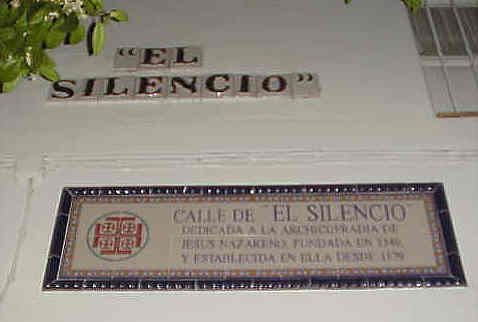 "EL
SILENCIO"
CALLE DE "EL SILENCIO"
DEDICADA A LA ARCHICOFRADIA DE
JESUS NAZARENO, FUNDADA EN 1340,
Y ESTABLECIDA EN ELLA DESDE